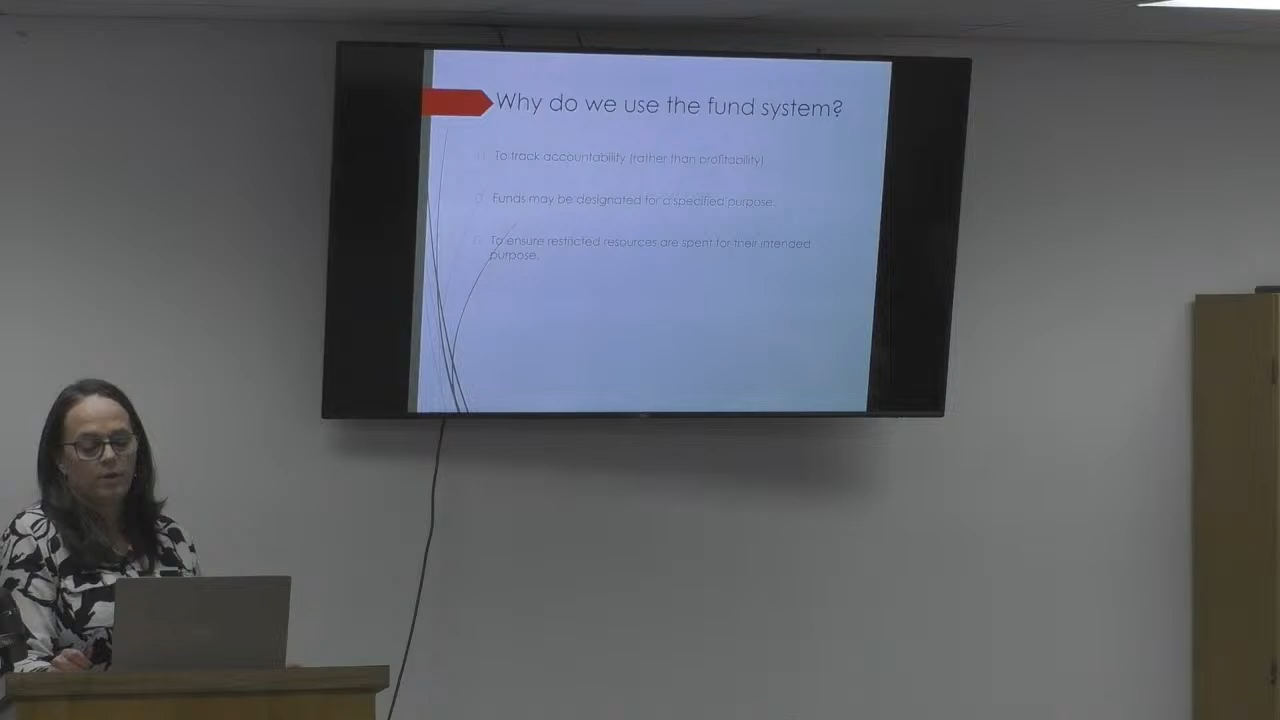 Why do we use the fund system?
To track accountability (rather than profitability)
Funds may be designated for a specified purpose.
To ensure restricted resources are spent for their intended
purpose.